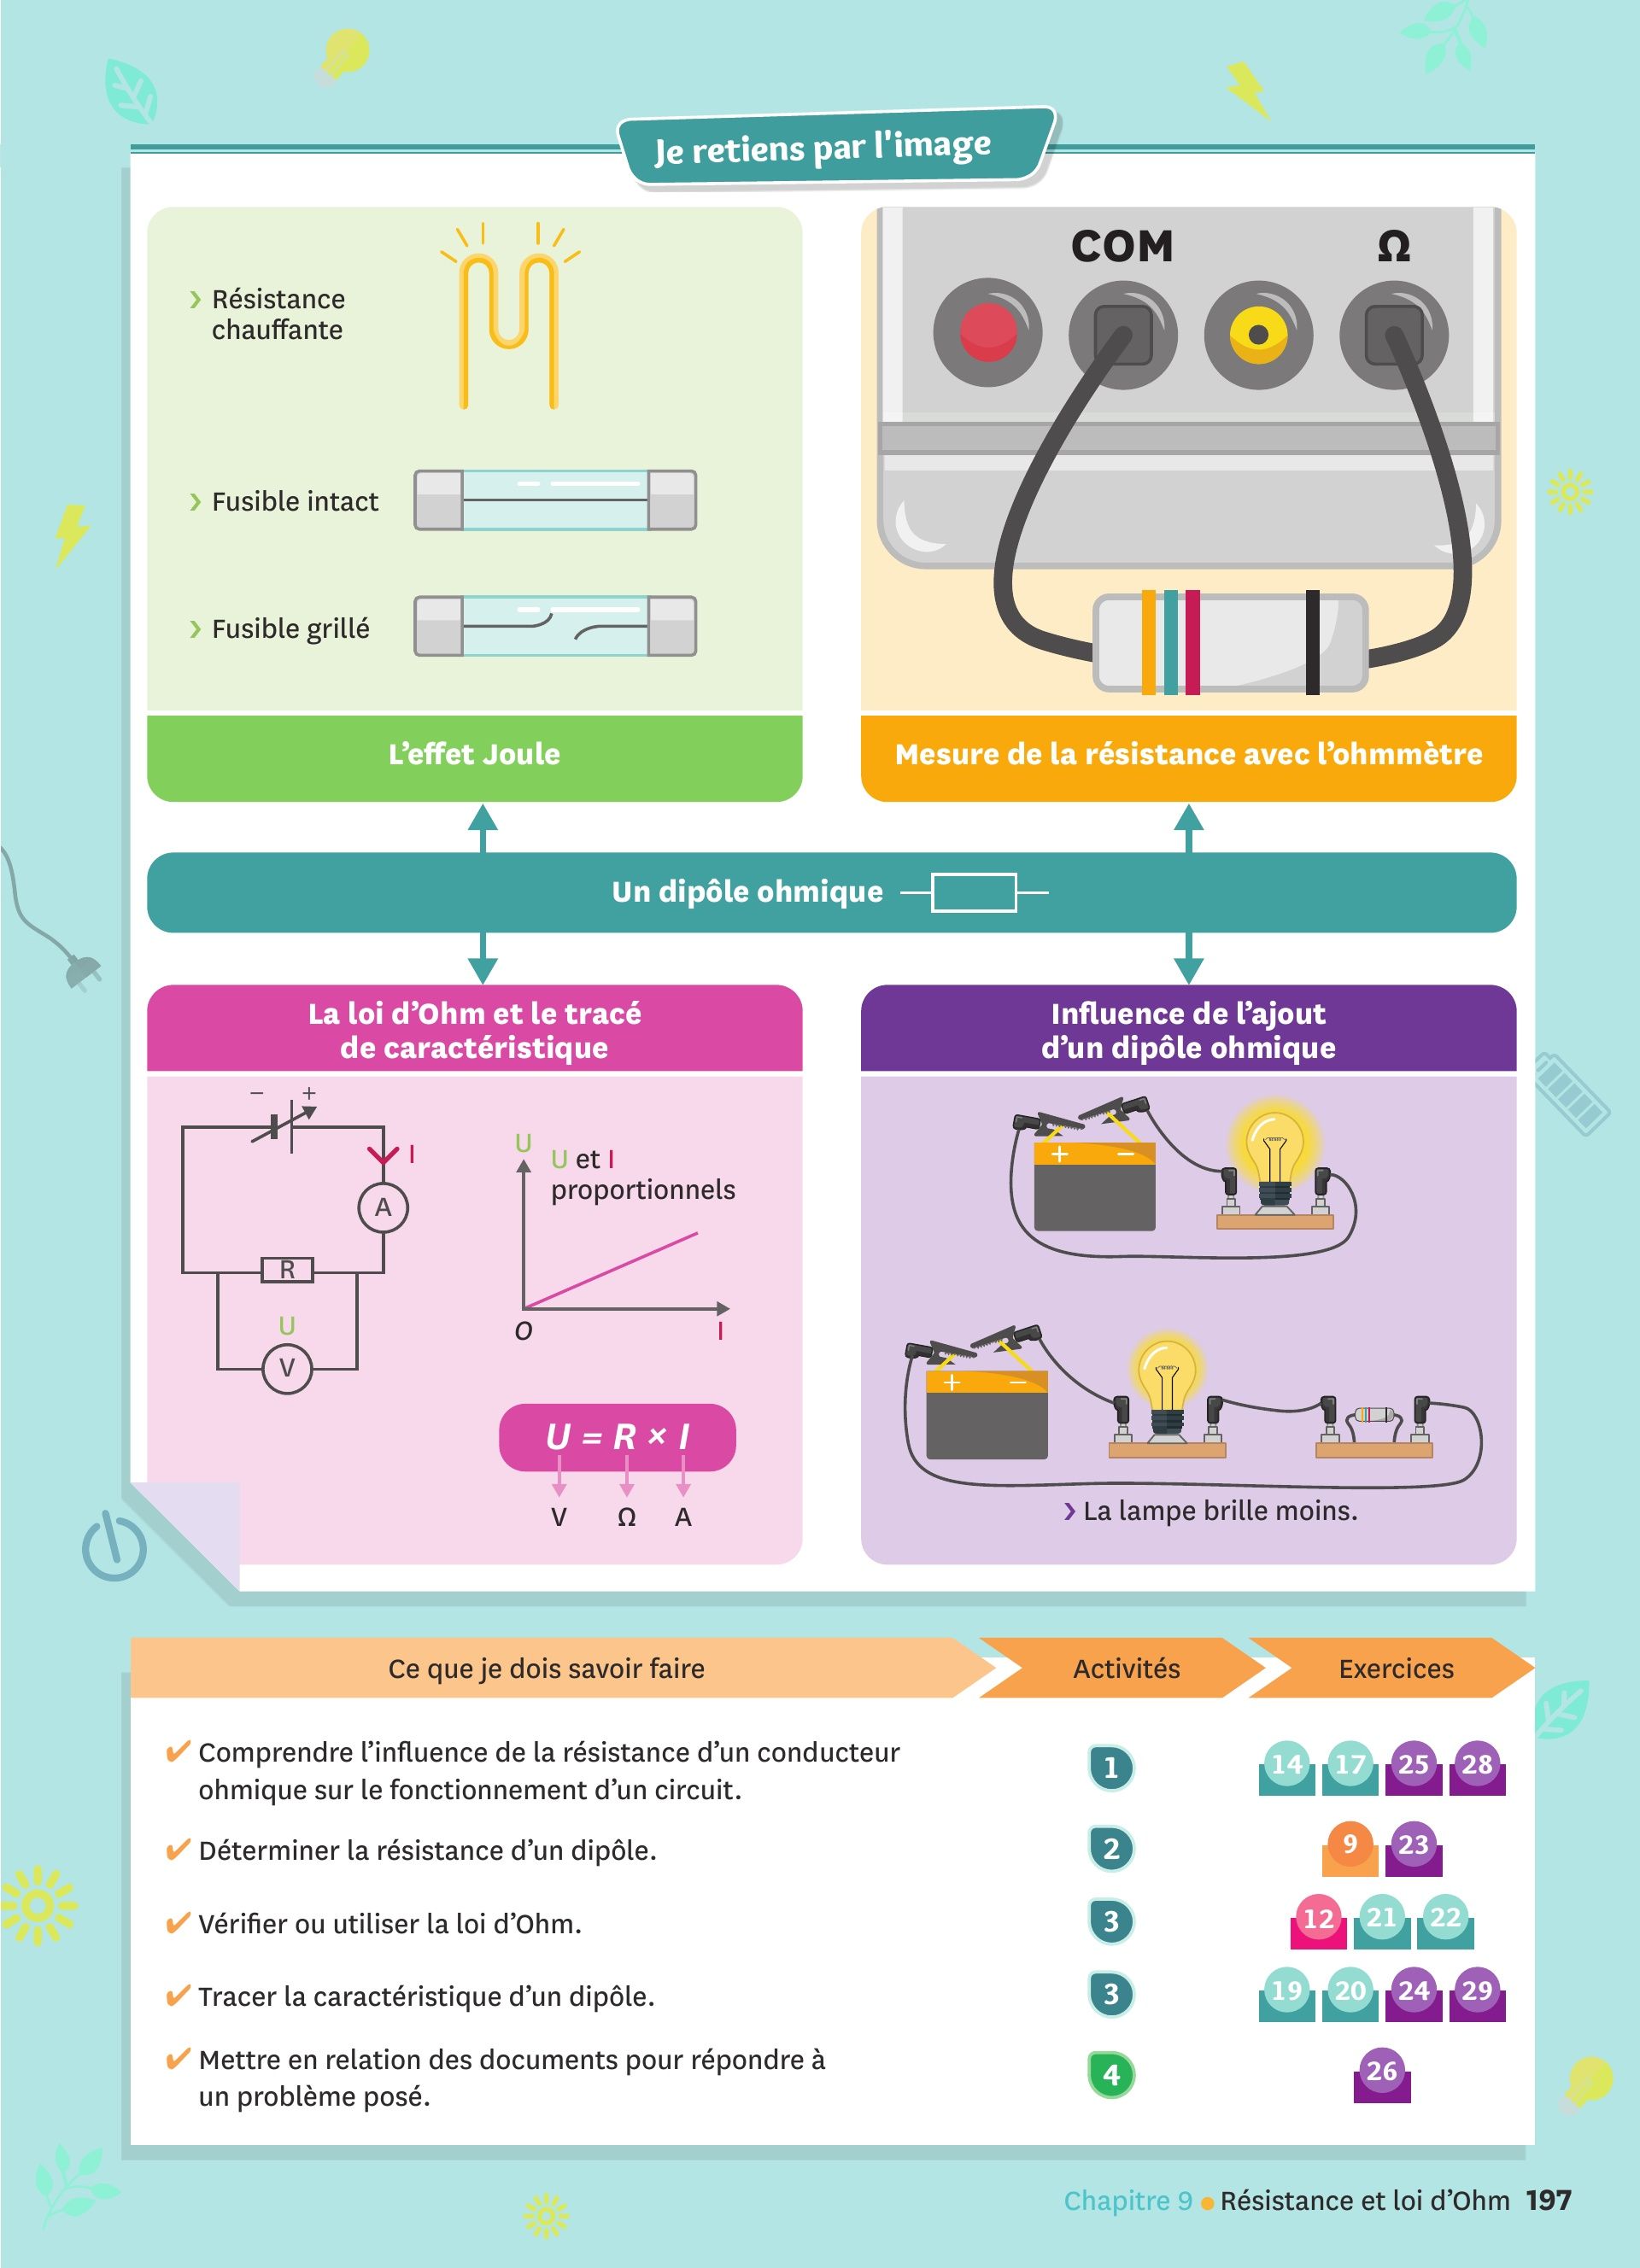 Je retiens par l'image
› Résistance
chauffante
› Fusible intact
› Fusible grillé
L’effet Joule
COM
Ω
Mesure de la résistance avec l’ohmmètre
Un dipôle ohmique
La loi d’Ohm et le tracé
de caractéristique
− +
I
A
R
U
V
U
U et I
proportionnels
O
I
U = R × I
V Ω A
Influence de l’ajout
d’un dipôle ohmique
+ −
+ −
› La lampe brille moins.
Ce que je dois savoir faire Activités Exercices
✔ Comprendre l’influence de la résistance d’un conducteur
ohmique sur le fonctionnement d’un circuit.
1
14 17 25 28
✔ Déterminer la résistance d’un dipôle.
2
9 23
✔ Vérifier ou utiliser la loi d’Ohm.
3
12 21 22
✔ Tracer la caractéristique d’un dipôle.
3
19 20 24 29
✔ Mettre en relation des documents pour répondre à
un problème posé.
4
26
Chapitre 9 • Résistance et loi d’Ohm 197